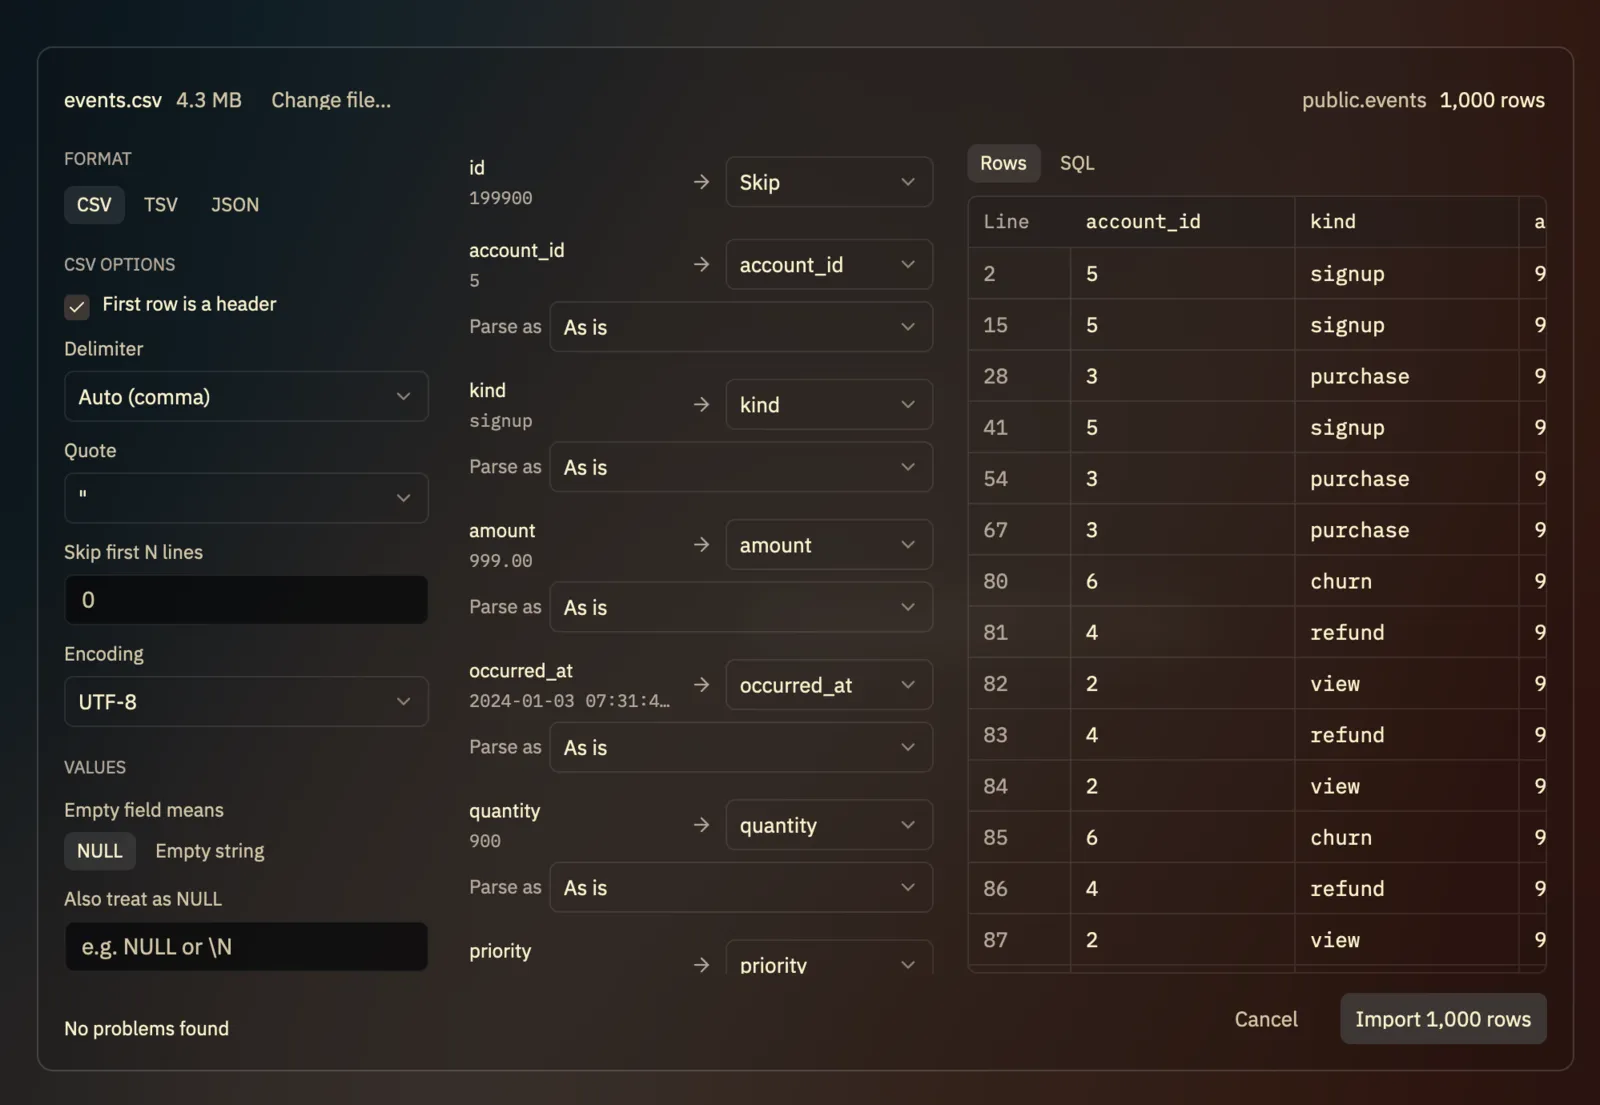 events.csv 4.3 MB Change file...
public.events 1,000 rows
FORMAT
CSV TSV JSON
CSV OPTIONS
First row is a header
Delimiter
Auto (comma)
Quote
"
Skip first N lines
0
Encoding
UTF-8
VALUES
Empty field means
NULL Empty string
Also treat as NULL
e.g. NULL or \N
id
199900
→ Skip
account_id
5
→ account_id
Parse as As is
kind
signup
→ kind
Parse as As is
amount
999.00
→ amount
Parse as As is
occurred_at
2024-01-03 07:31:4…
→ occurred_at
Parse as As is
quantity
900
→ quantity
Parse as As is
priority
→ priority
Rows SQL
Line account_id kind a
2 5 signup 9
15 5 signup 9
28 3 purchase 9
41 5 signup 9
54 3 purchase 9
67 3 purchase 9
80 6 churn 9
81 4 refund 9
82 2 view 9
83 4 refund 9
84 2 view 9
85 6 churn 9
86 4 refund 9
87 2 view 9
No problems found
Cancel Import 1,000 rows